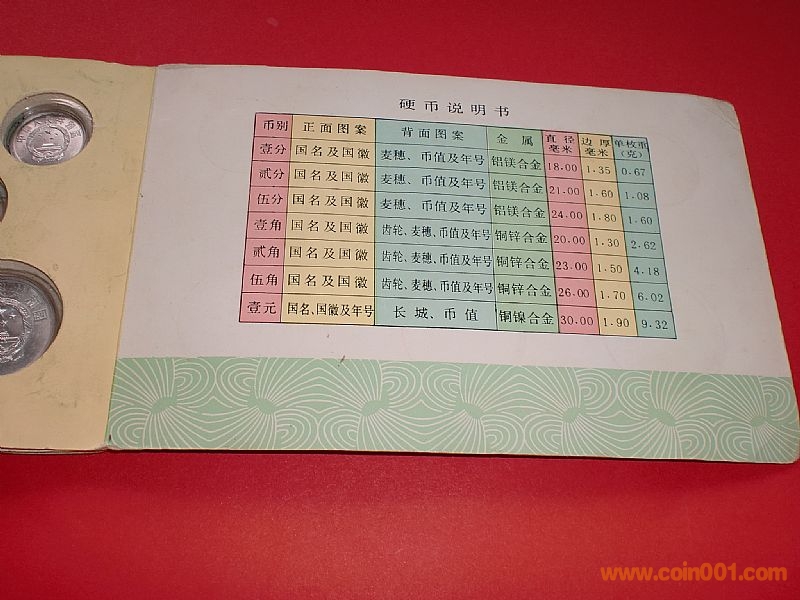 硬币说明书
币别 正面图案 背面图案 金属 直径毫米 边厚毫米 单枚重(克)
壹分 国名及国徽 麦穗、币值及年号 铝镁合金 18.00 1.35 0.67
贰分 国名及国徽 麦穗、币值及年号 铝镁合金 21.00 1.60 1.08
伍分 国名及国徽 麦穗、币值及年号 铝镁合金 24.00 1.80 1.60
壹角 国名及国徽 齿轮、麦穗、币值及年号 铜锌合金 20.00 1.30 2.62
贰角 国名及国徽 齿轮、麦穗、币值及年号 铜锌合金 23.00 1.50 4.18
伍角 国名及国徽 齿轮、麦穗、币值及年号 铜锌合金 26.00 1.70 6.02
壹元 国名、国徽及年号 长城、币值 铜镍合金 30.00 1.90 9.32
www.coin001.com